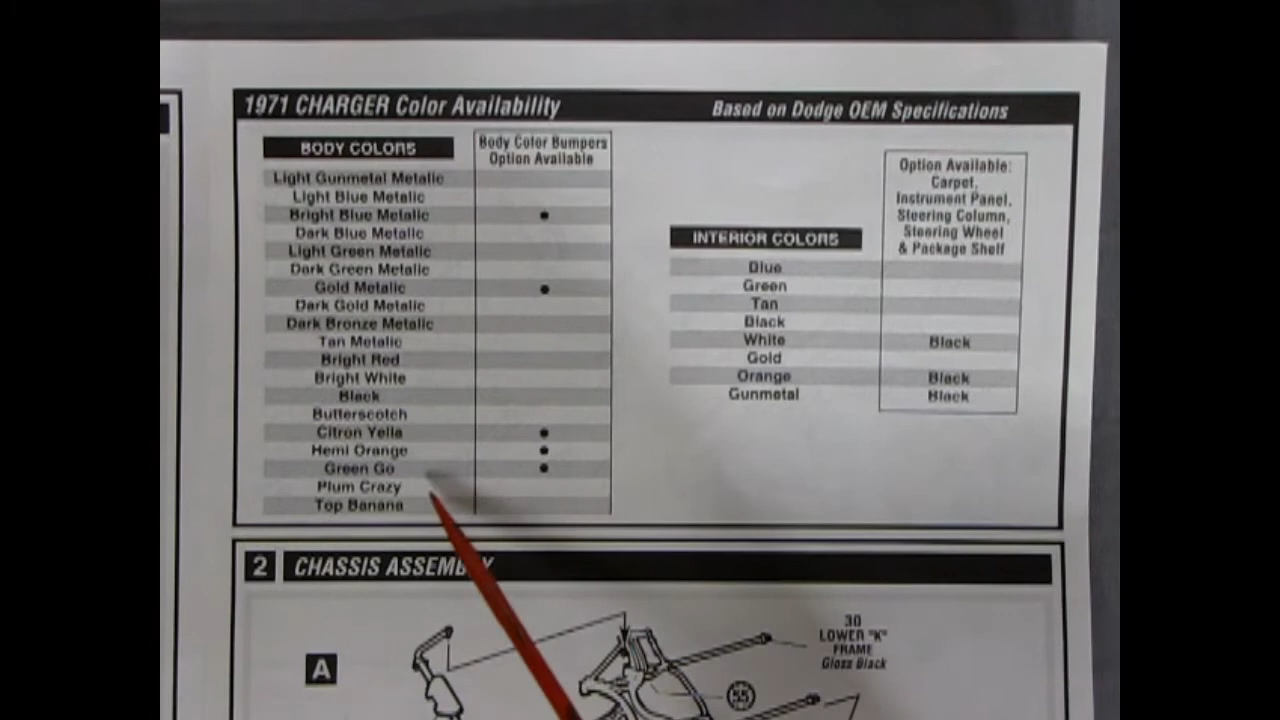 1971 CHARGER Color Availability
Based on Dodge OEM Specifications
BODY COLORS
Body Color Bumpers
Option Available
Light Gunmetal Metalic
Light Blue Metalic
Bright Blue Metalic •
Dark Blue Metalic
Light Green Metalic
Dark Green Metalic
Gold Metalic •
Dark Gold Metalic
Dark Bronze Metalic
Tan Metalic
Bright Red
Bright White
Black
Butterscotch
Citron Yella •
Hemi Orange •
Green Go •
Plum Crazy
Top Banana
INTERIOR COLORS
Option Available:
Carpet,
Instrument Panel,
Steering Column,
Steering Wheel
& Package Shelf
Blue
Green
Tan
Black
White Black
Gold
Orange Black
Gunmetal Black
2 CHASSIS ASSEMBLY
A
30
LOWER "K"
FRAME
Gloss Black
55